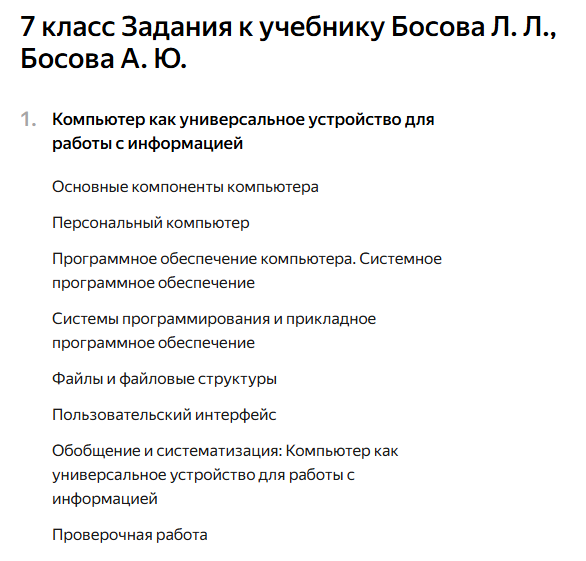 7 класс Задания к учебнику Босова Л. Л.,
Босова А. Ю.
1. Компьютер как универсальное устройство для
работы с информацией
Основные компоненты компьютера
Персональный компьютер
Программное обеспечение компьютера. Системное
программное обеспечение
Системы программирования и прикладное
программное обеспечение
Файлы и файловые структуры
Пользовательский интерфейс
Обобщение и систематизация: Компьютер как
универсальное устройство для работы с
информацией
Проверочная работа